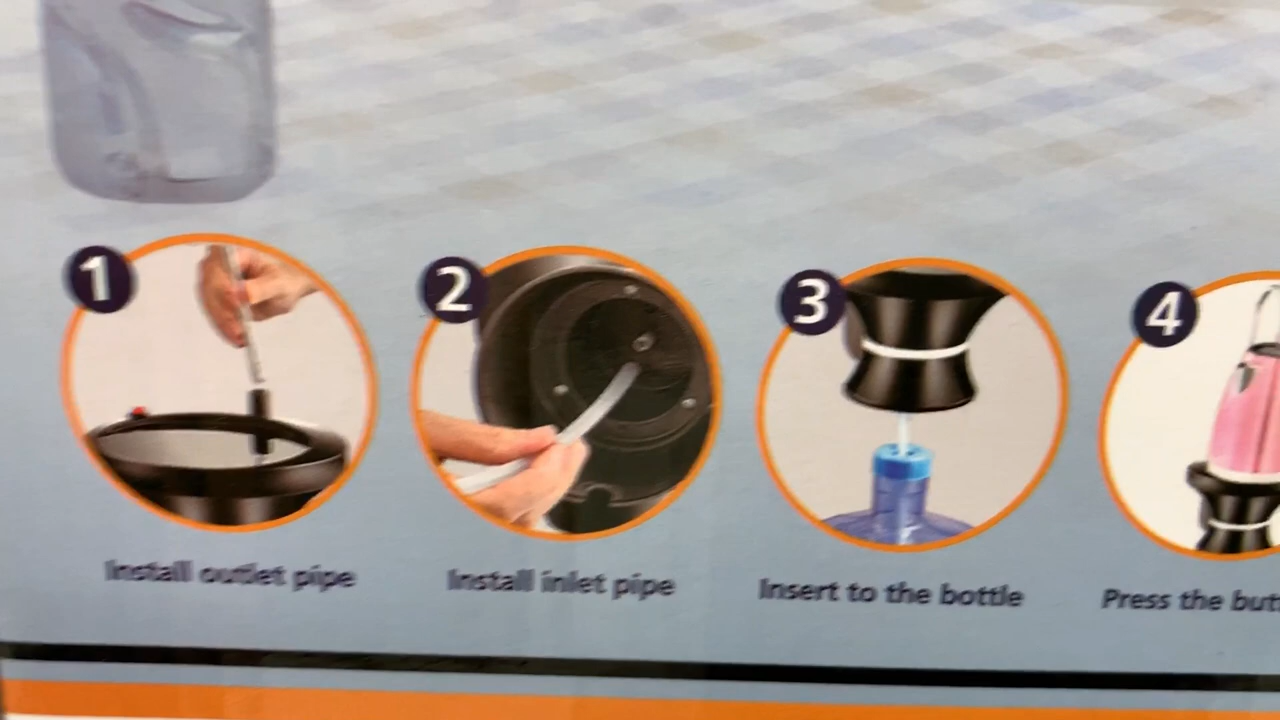 1
2
3
4
Install outlet pipe
Install inlet pipe
Insert to the bottle
Press the